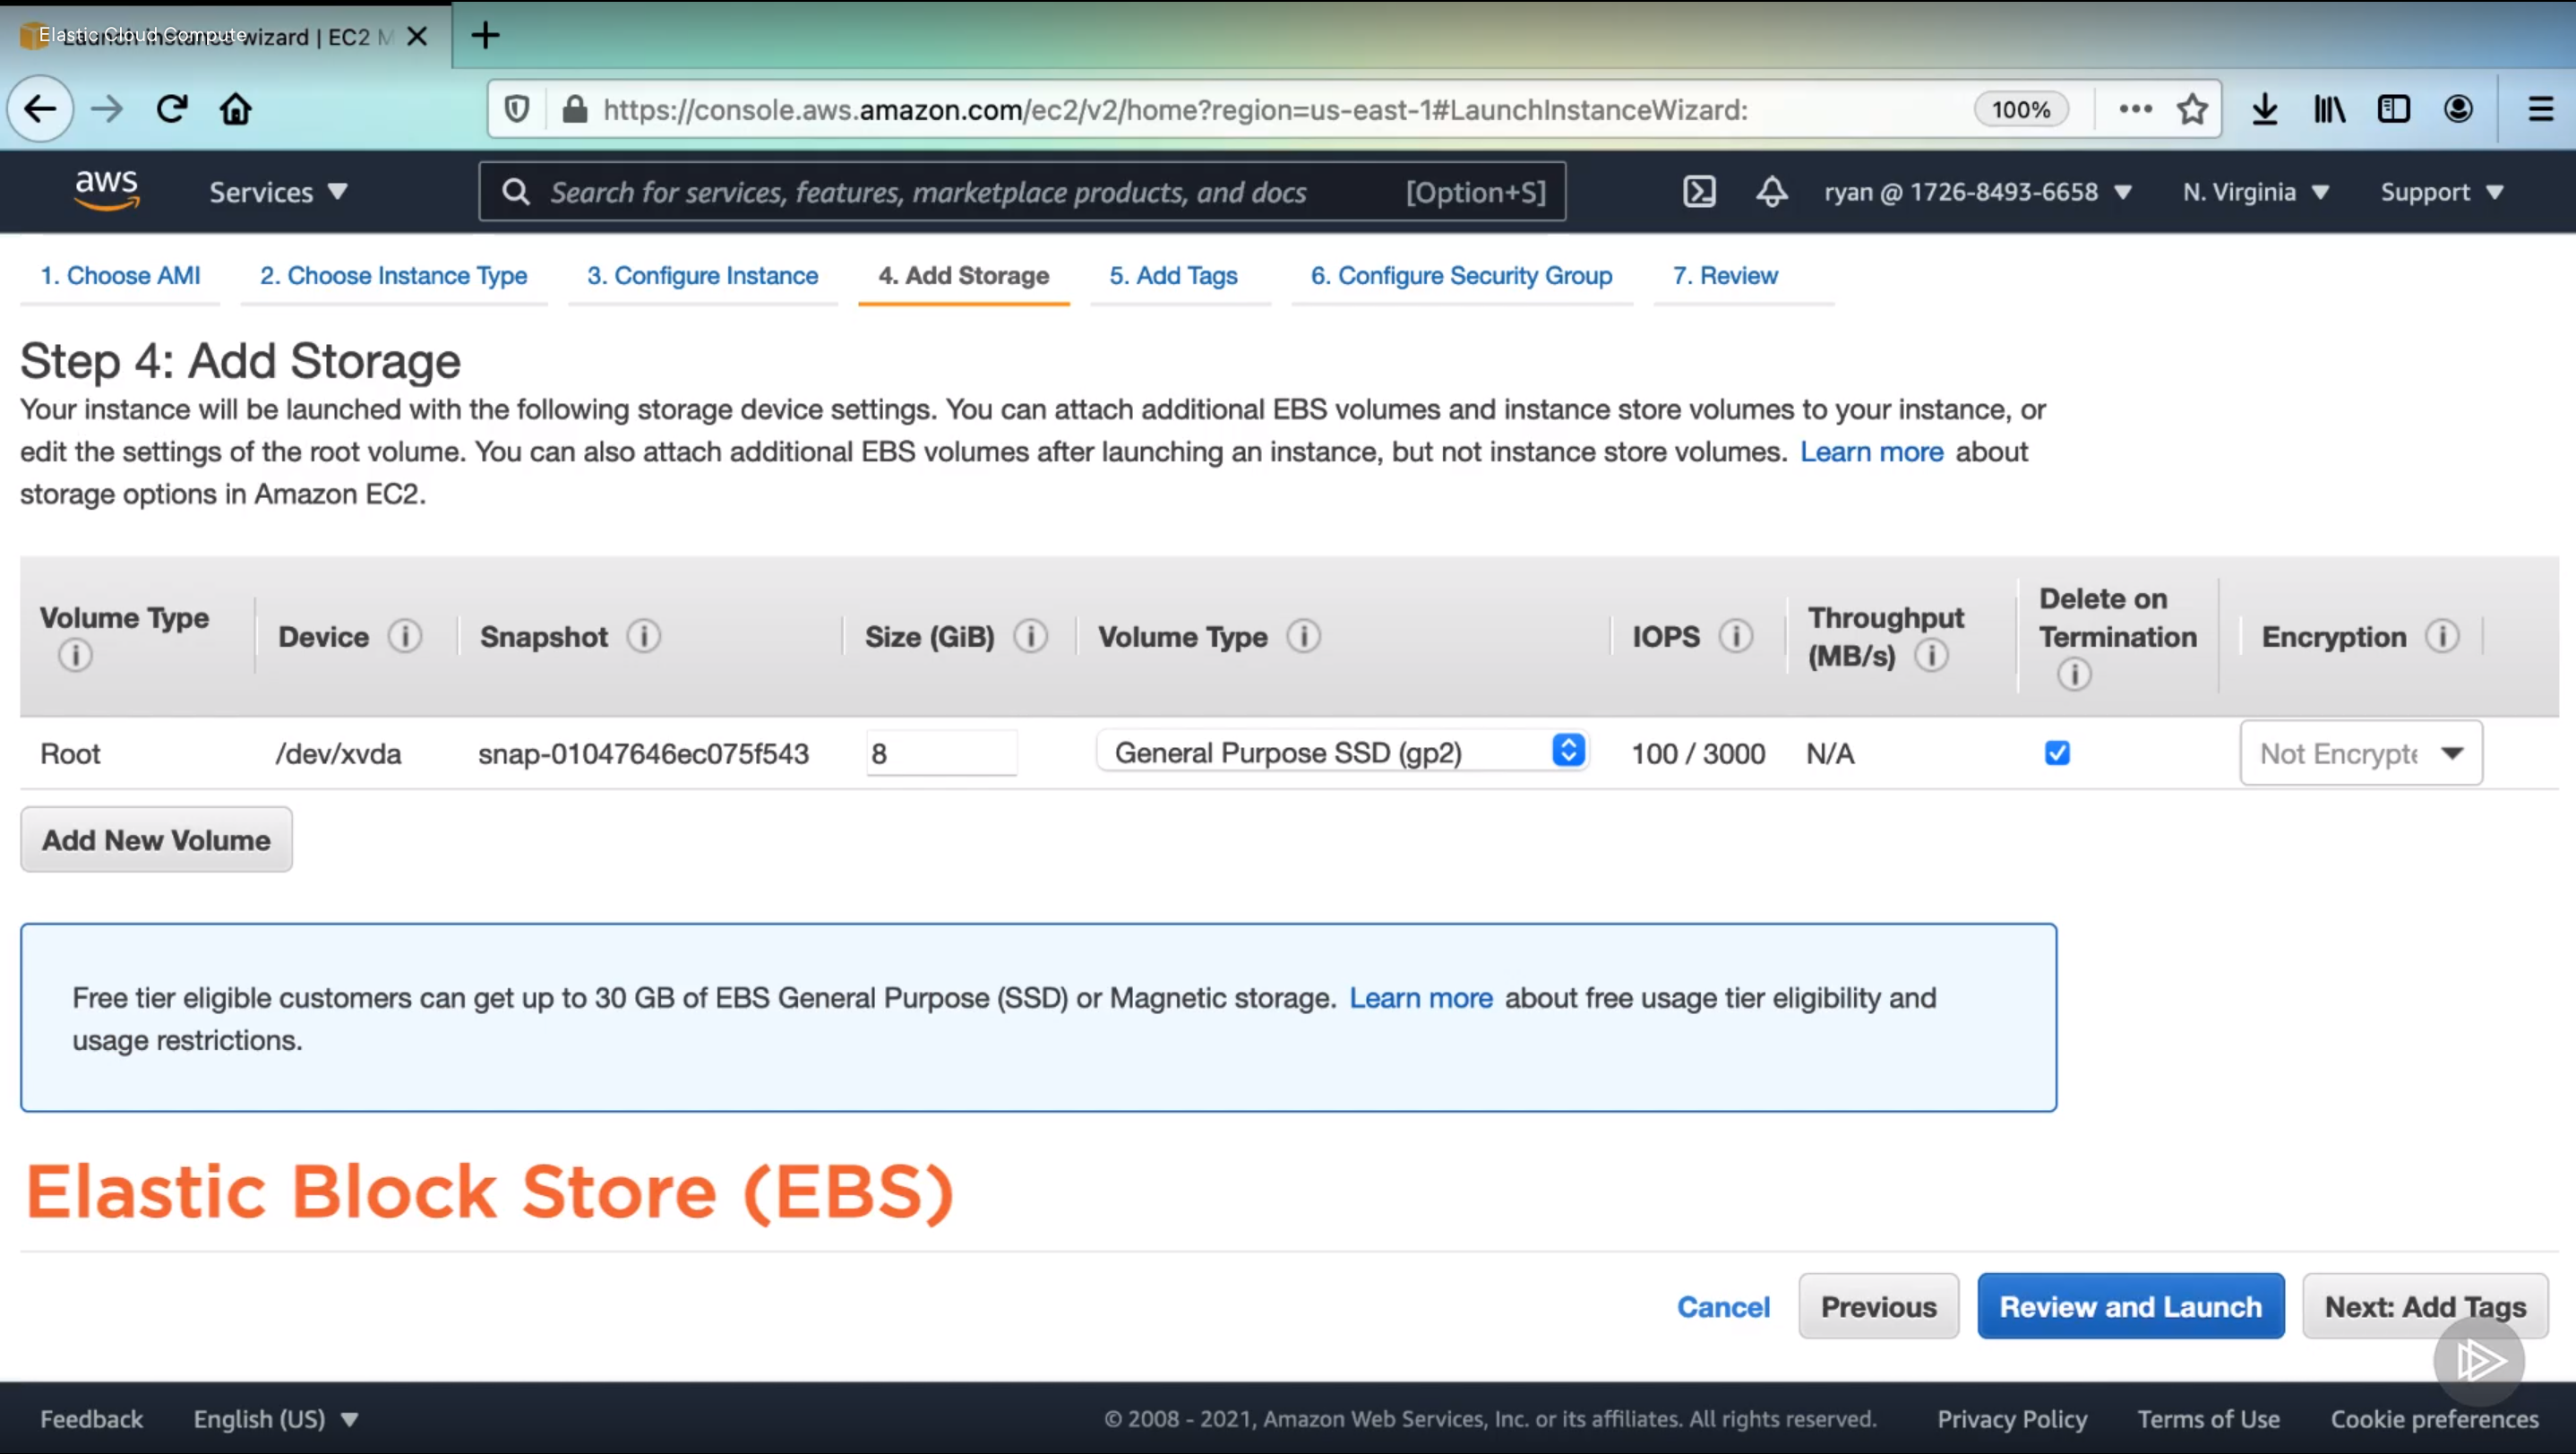 Elastic Cloud Compute
Launch instance wizard | EC2 M
https://console.aws.amazon.com/ec2/v2/home?region=us-east-1#LaunchInstanceWizard:
100%
aws
Services
Search for services, features, marketplace products, and docs
[Option+S]
ryan @ 1726-8493-6658
N. Virginia
Support
1. Choose AMI
2. Choose Instance Type
3. Configure Instance
4. Add Storage
5. Add Tags
6. Configure Security Group
7. Review
Step 4: Add Storage
Your instance will be launched with the following storage device settings. You can attach additional EBS volumes and instance store volumes to your instance, or
edit the settings of the root volume. You can also attach additional EBS volumes after launching an instance, but not instance store volumes. Learn more about
storage options in Amazon EC2.
Volume Type
Device
Snapshot
Size (GiB)
Volume Type
IOPS
Throughput
(MB/s)
Delete on
Termination
Encryption
Root
/dev/xvda
snap-01047646ec075f543
8
General Purpose SSD (gp2)
100 / 3000
N/A
Not Encrypte
Add New Volume
Free tier eligible customers can get up to 30 GB of EBS General Purpose (SSD) or Magnetic storage. Learn more about free usage tier eligibility and
usage restrictions.
Elastic Block Store (EBS)
Cancel
Previous
Review and Launch
Next: Add Tags
Feedback
English (US)
© 2008 - 2021, Amazon Web Services, Inc. or its affiliates. All rights reserved.
Privacy Policy
Terms of Use
Cookie preferences